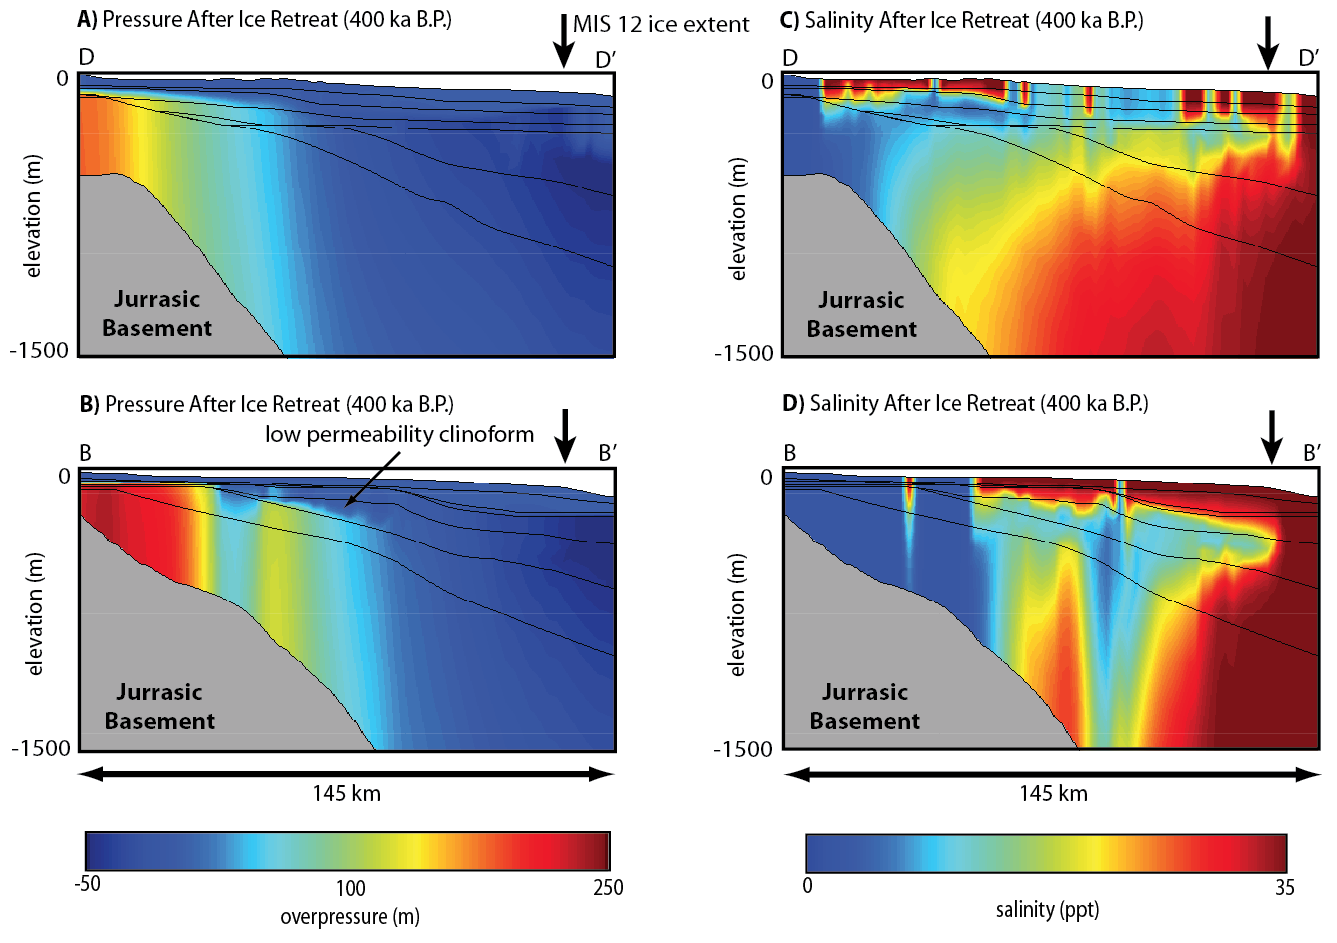 A) Pressure After Ice Retreat (400 ka B.P.)
MIS 12 ice extent
D
D’
0
elevation (m)
Jurrasic
Basement
-1500
C) Salinity After Ice Retreat (400 ka B.P.)
D
D’
0
elevation (m)
Jurrasic
Basement
-1500
B) Pressure After Ice Retreat (400 ka B.P.)
low permeability clinoform
B
B’
0
elevation (m)
Jurrasic
Basement
-1500
145 km
D) Salinity After Ice Retreat (400 ka B.P.)
B
B’
0
elevation (m)
Jurrasic
Basement
-1500
145 km
-50
100
250
overpressure (m)
0
35
salinity (ppt)